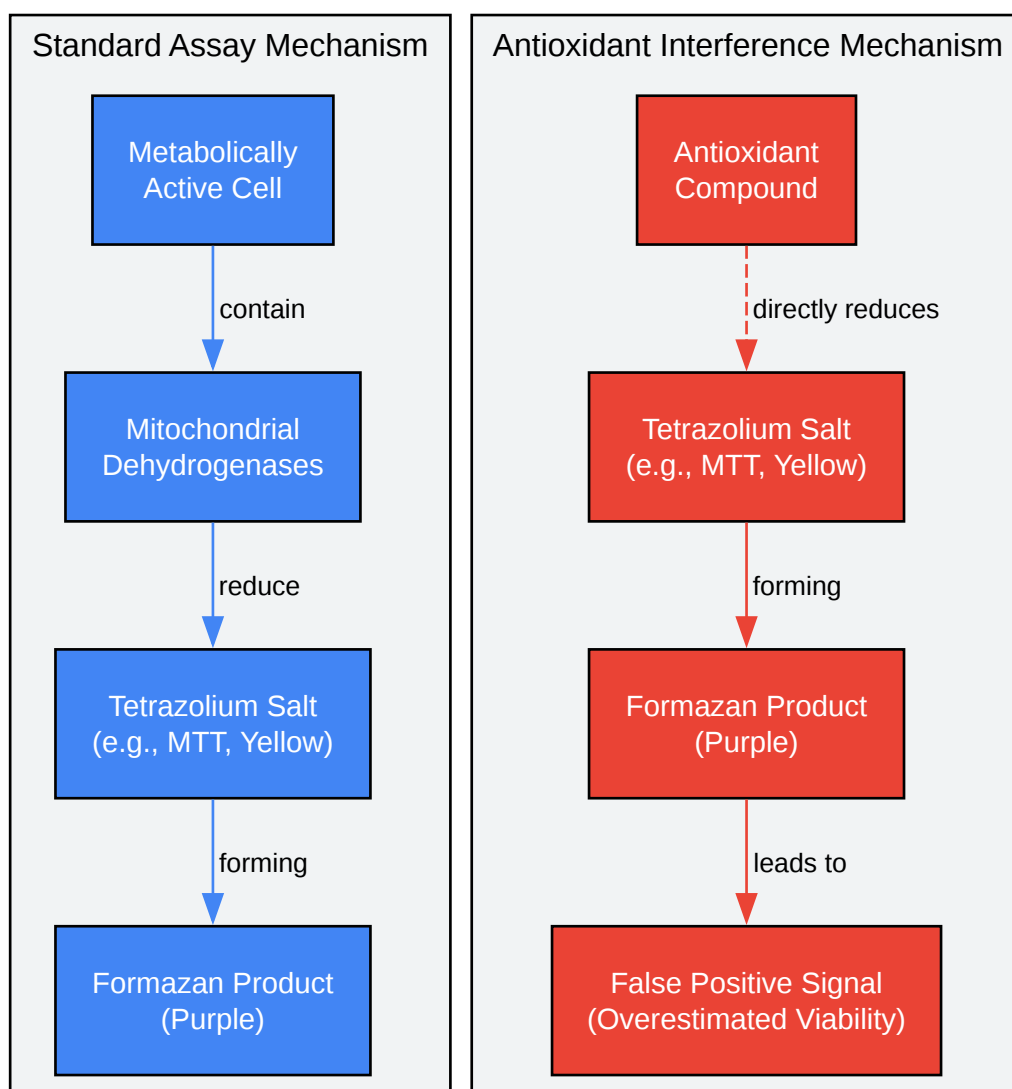 Standard Assay Mechanism
Metabolically
Active Cell
contain
Mitochondrial
Dehydrogenases
reduce
Tetrazolium Salt
(e.g., MTT, Yellow)
forming
Formazan Product
(Purple)
Antioxidant Interference Mechanism
Antioxidant
Compound
directly reduces
Tetrazolium Salt
(e.g., MTT, Yellow)
forming
Formazan Product
(Purple)
leads to
False Positive Signal
(Overestimated Viability)